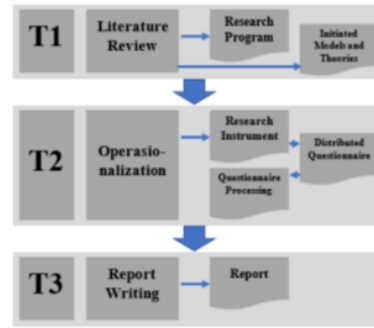 T1
Literature
Review
Research
Program
Initiated
Models and
Theories
T2
Operasio-
nalization
Research
Instrument
Distributed
Questionnaire
Questionnaire
Processing
T3
Report
Writing
Report